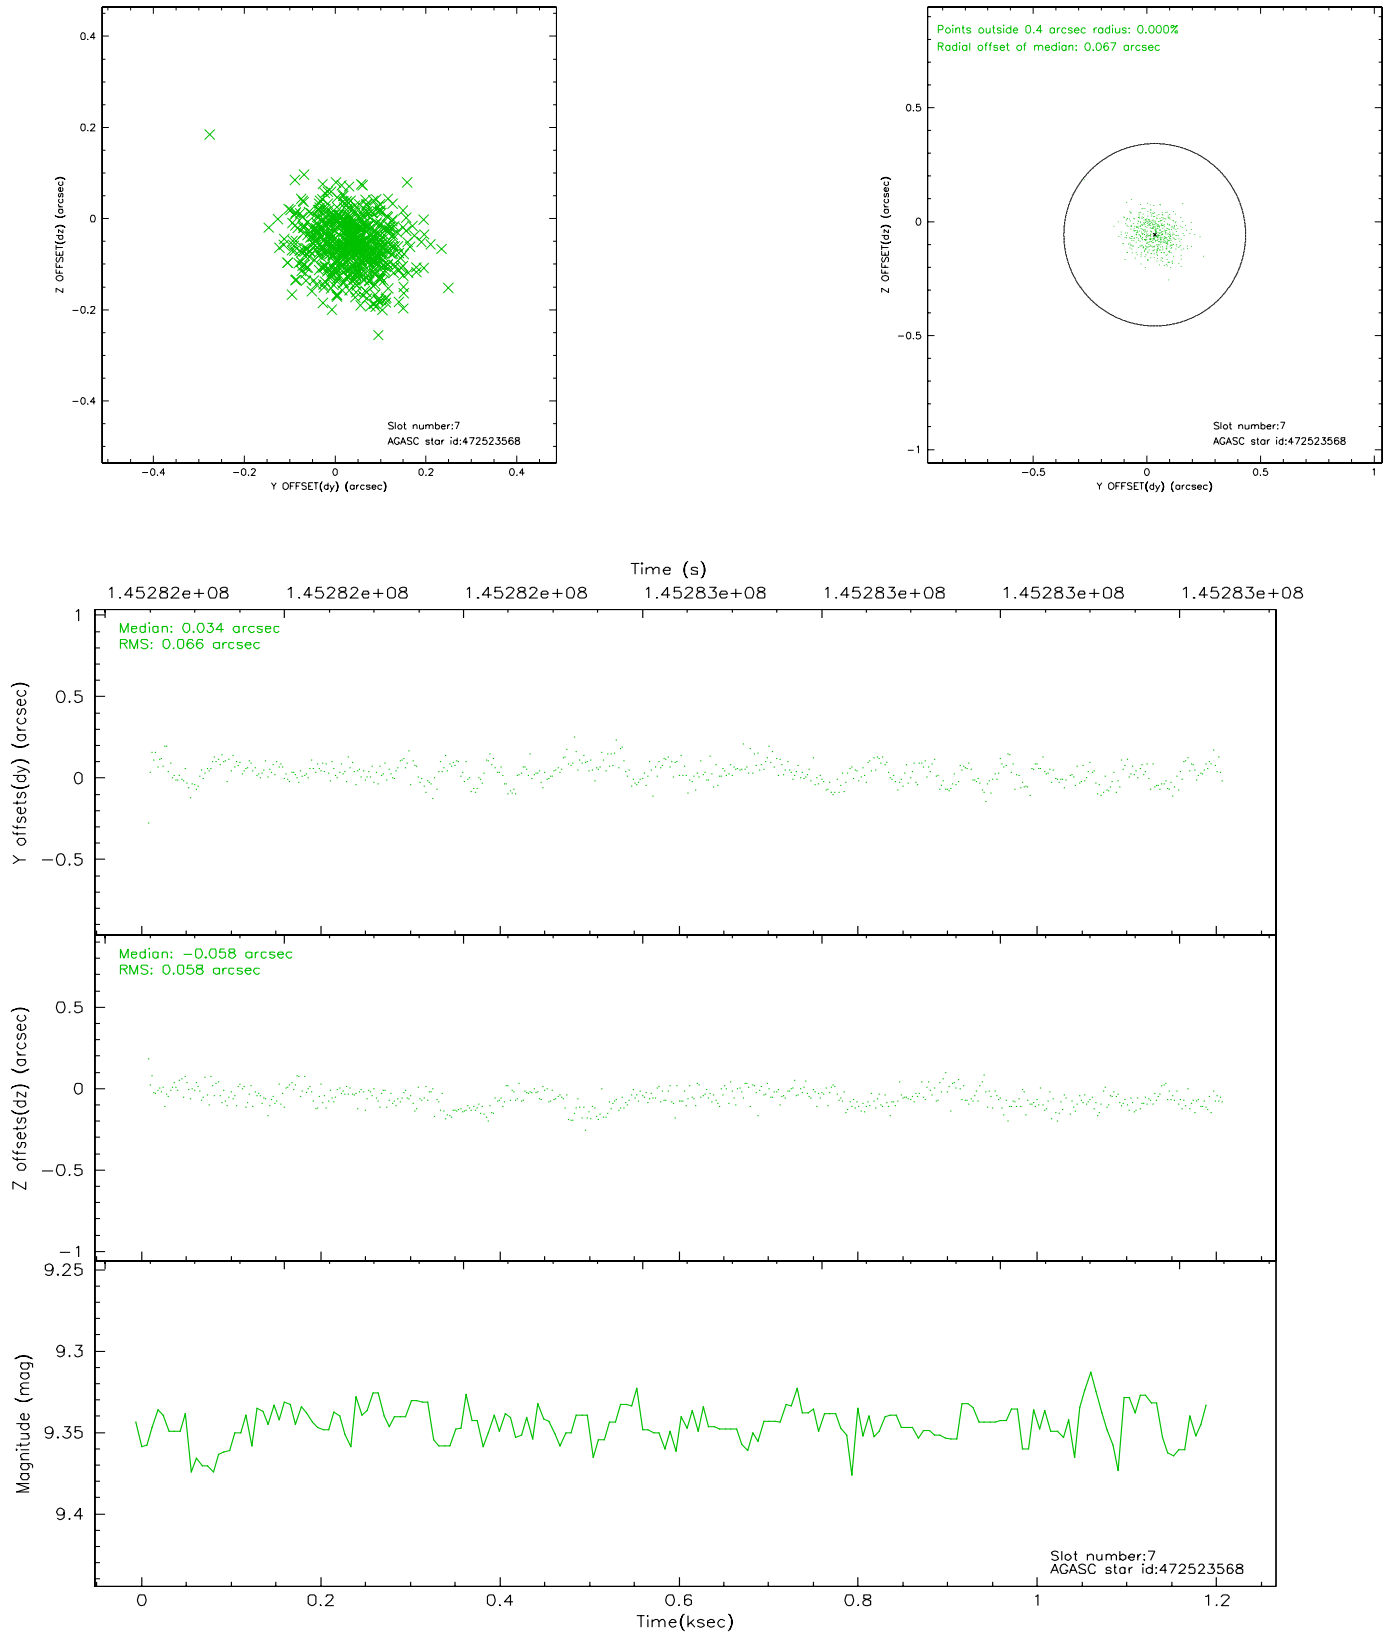 0.4
0.2
0
−0.2
−0.4
Z OFFSET(dz) (arcsec)
Slot number:7
AGASC star id:472523568
−0.4 −0.2 0 0.2 0.4
Y OFFSET(dy) (arcsec)
Points outside 0.4 arcsec radius: 0.000%
Radial offset of median: 0.067 arcsec
0.5
0
−0.5
−1
Z OFFSET(dz) (arcsec)
Slot number:7
AGASC star id:472523568
−0.5 0 0.5 1
Y OFFSET(dy) (arcsec)
Time (s)
1.45282e+08 1.45282e+08 1.45282e+08 1.45283e+08 1.45283e+08 1.45283e+08 1.45283e+08
Median: 0.034 arcsec
RMS: 0.066 arcsec
1
0.5
0
−0.5
Y offsets(dy) (arcsec)
Median: −0.058 arcsec
RMS: 0.058 arcsec
0.5
0
−0.5
−1
Z offsets(dz) (arcsec)
9.25
9.3
9.35
9.4
Magnitude (mag)
Slot number:7
AGASC star id:472523568
0 0.2 0.4 0.6 0.8 1 1.2
Time(ksec)